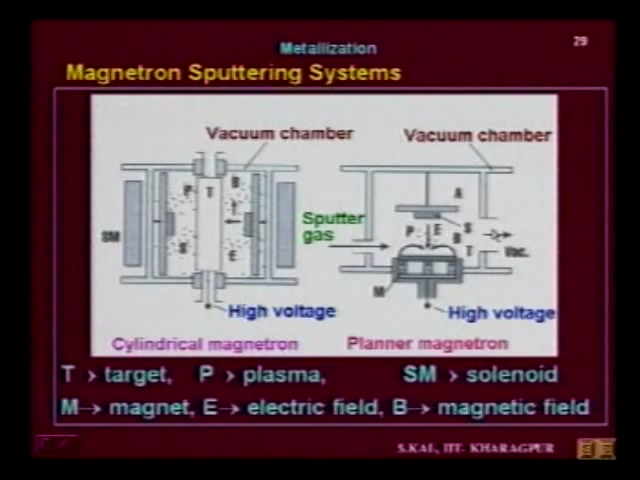 Metallization
29
Magnetron Sputtering Systems
Vacuum chamber
Vacuum chamber
P T B
A
SM
Sputter gas
S
P E B
S E
T
Vac.
M
High voltage
High voltage
Cylindrical magnetron
Planner magnetron
T → target, P → plasma, SM → solenoid
M→ magnet, E→ electric field, B→ magnetic field
S.KAL, IIT- KHARAGPUR